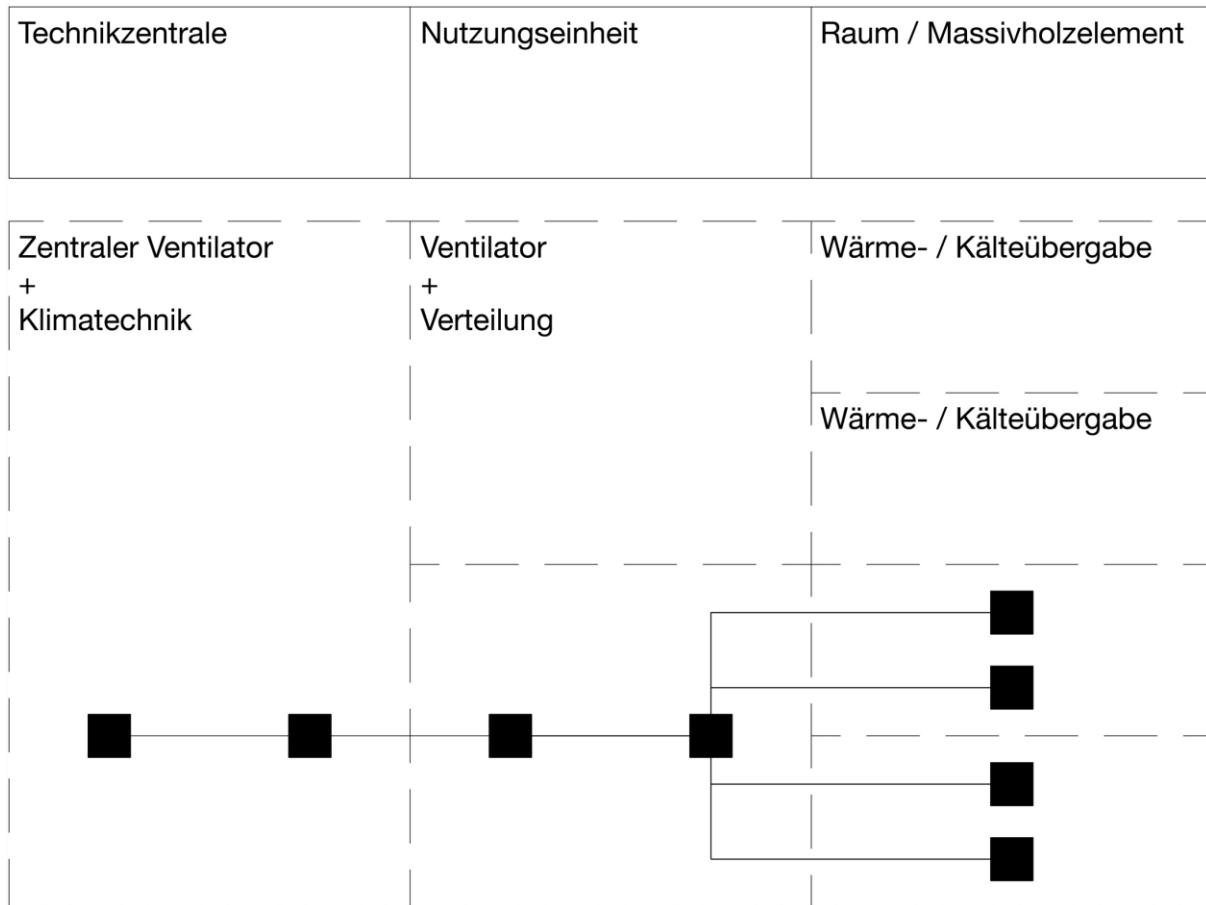 Technikzentrale
Nutzungseinheit
Raum / Massivholzelement
Zentraler Ventilator
+
Klimatechnik
Ventilator
+
Verteilung
Wärme- / Kälteübergabe
Wärme- / Kälteübergabe